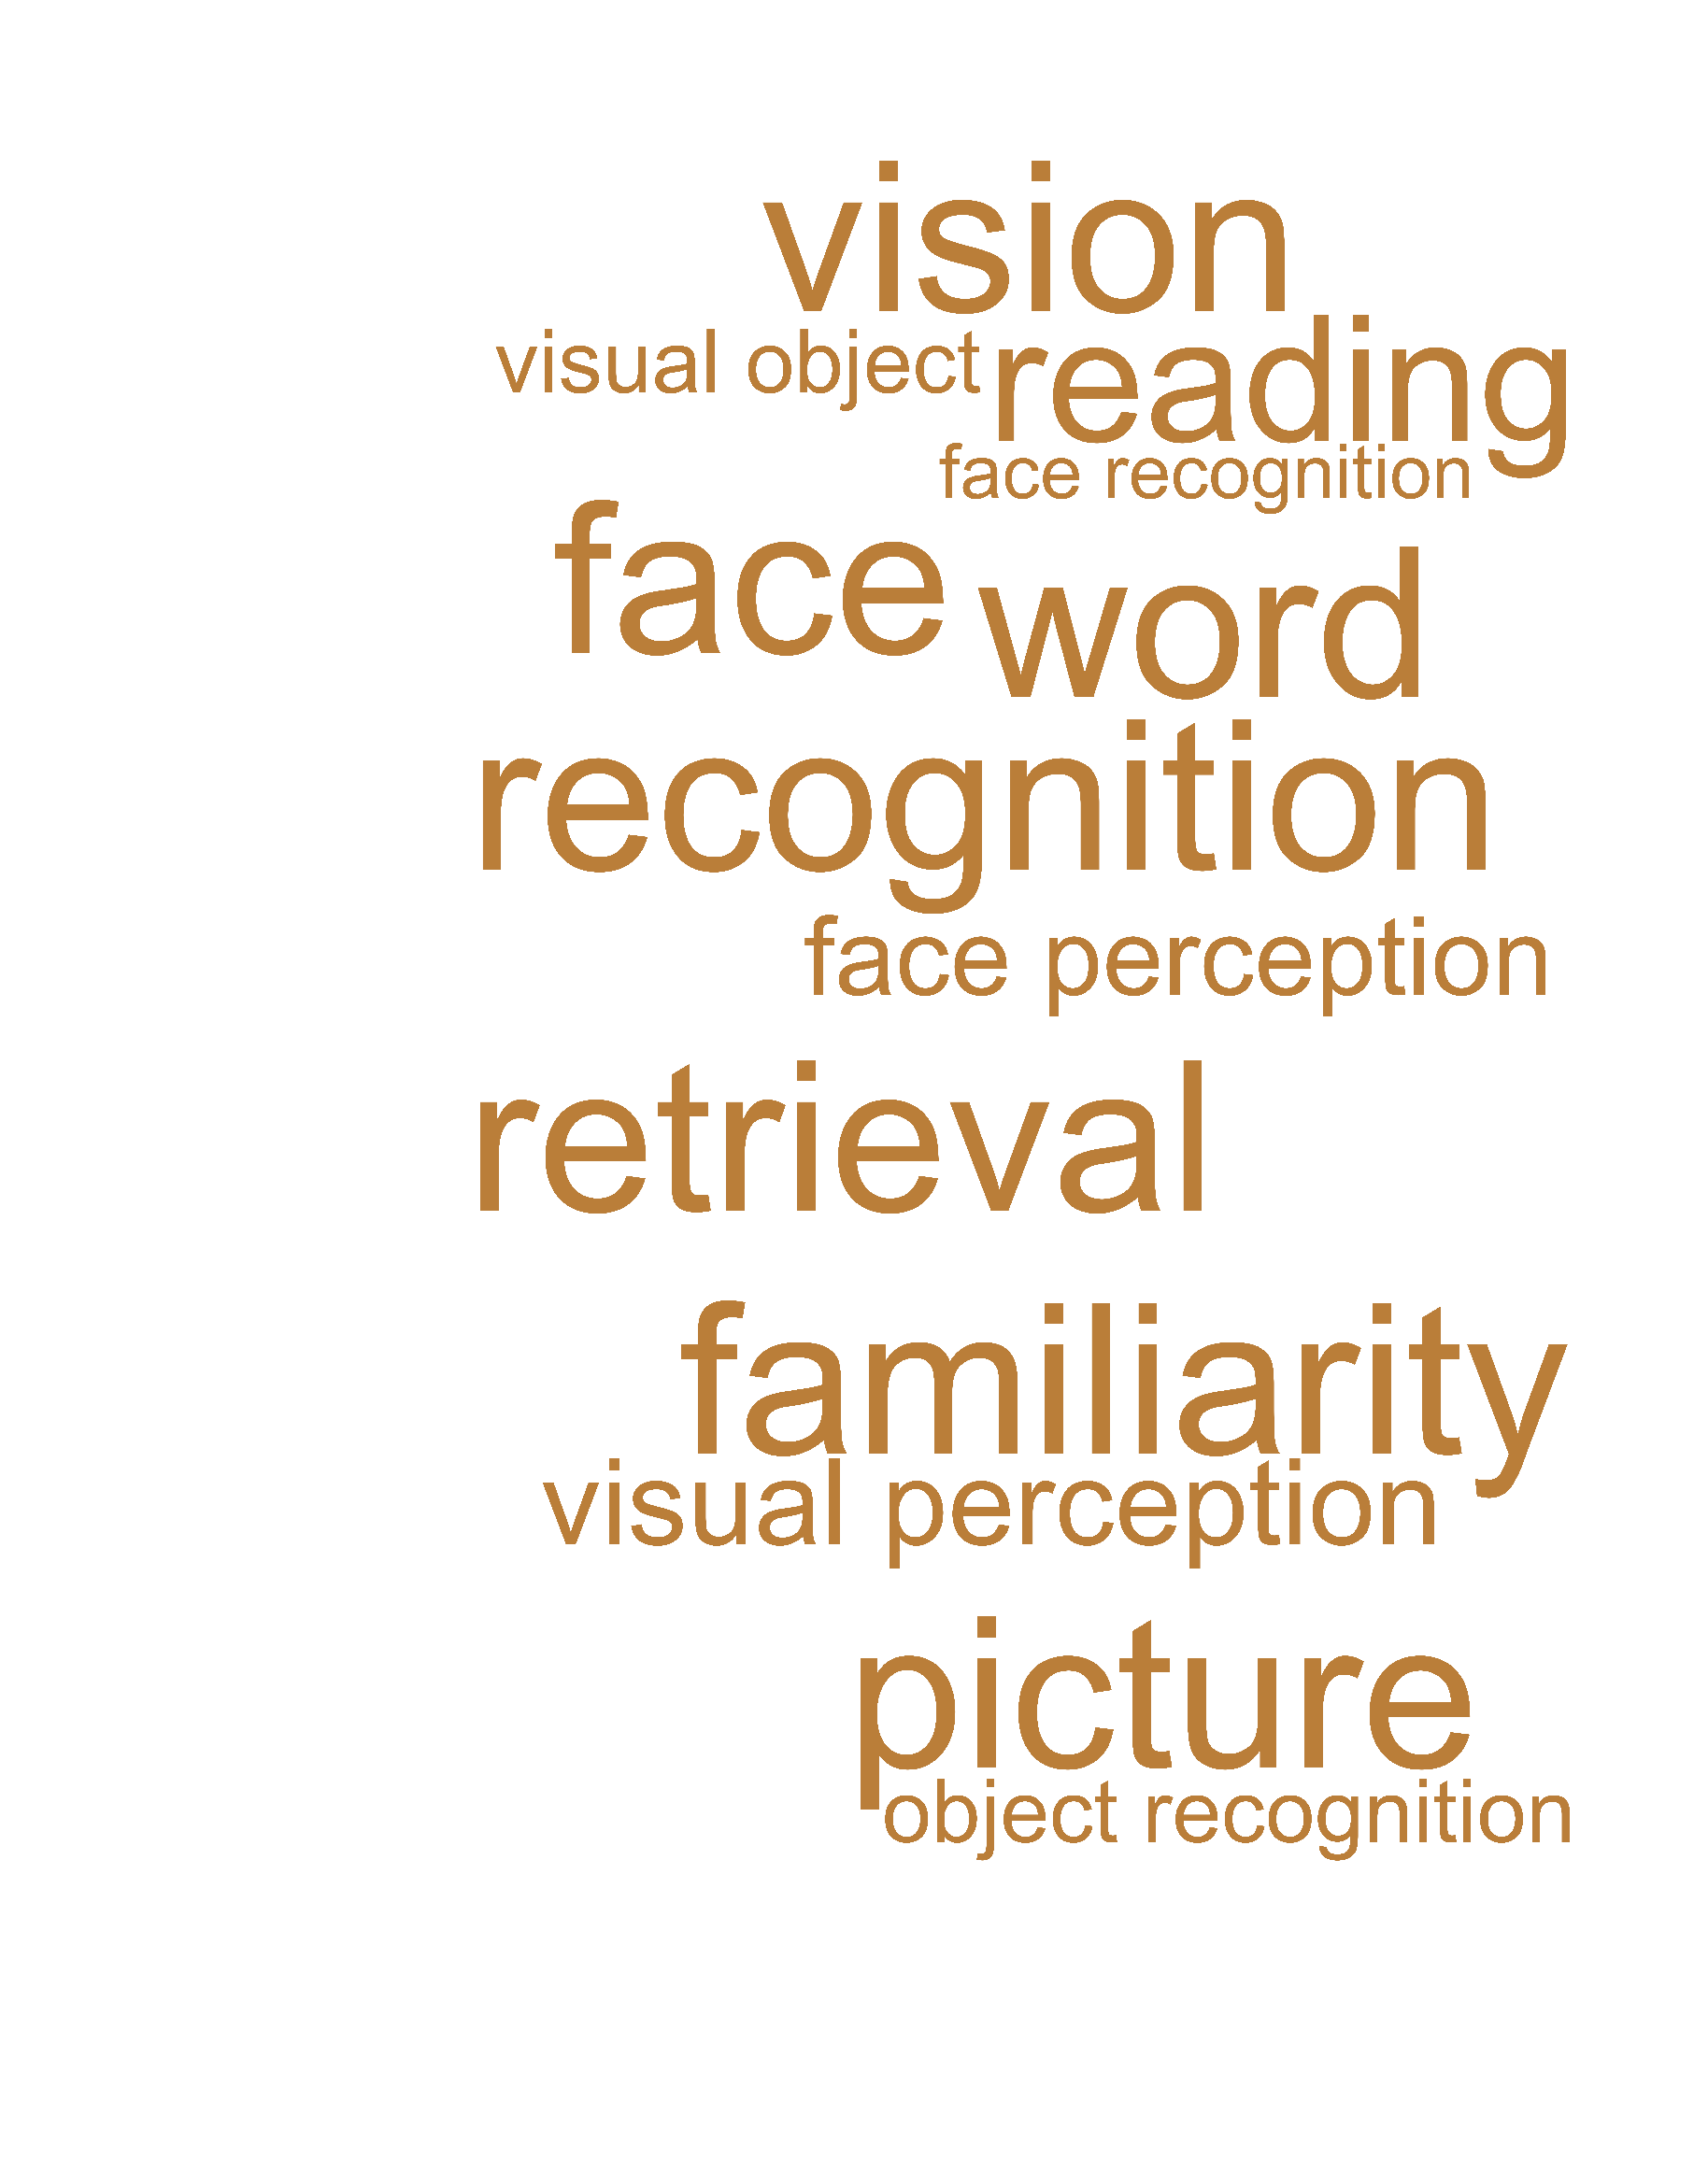 vision
visual object reading
face recognition
face word
recognition
face perception
retrieval
familiarity
visual perception
picture
object recognition